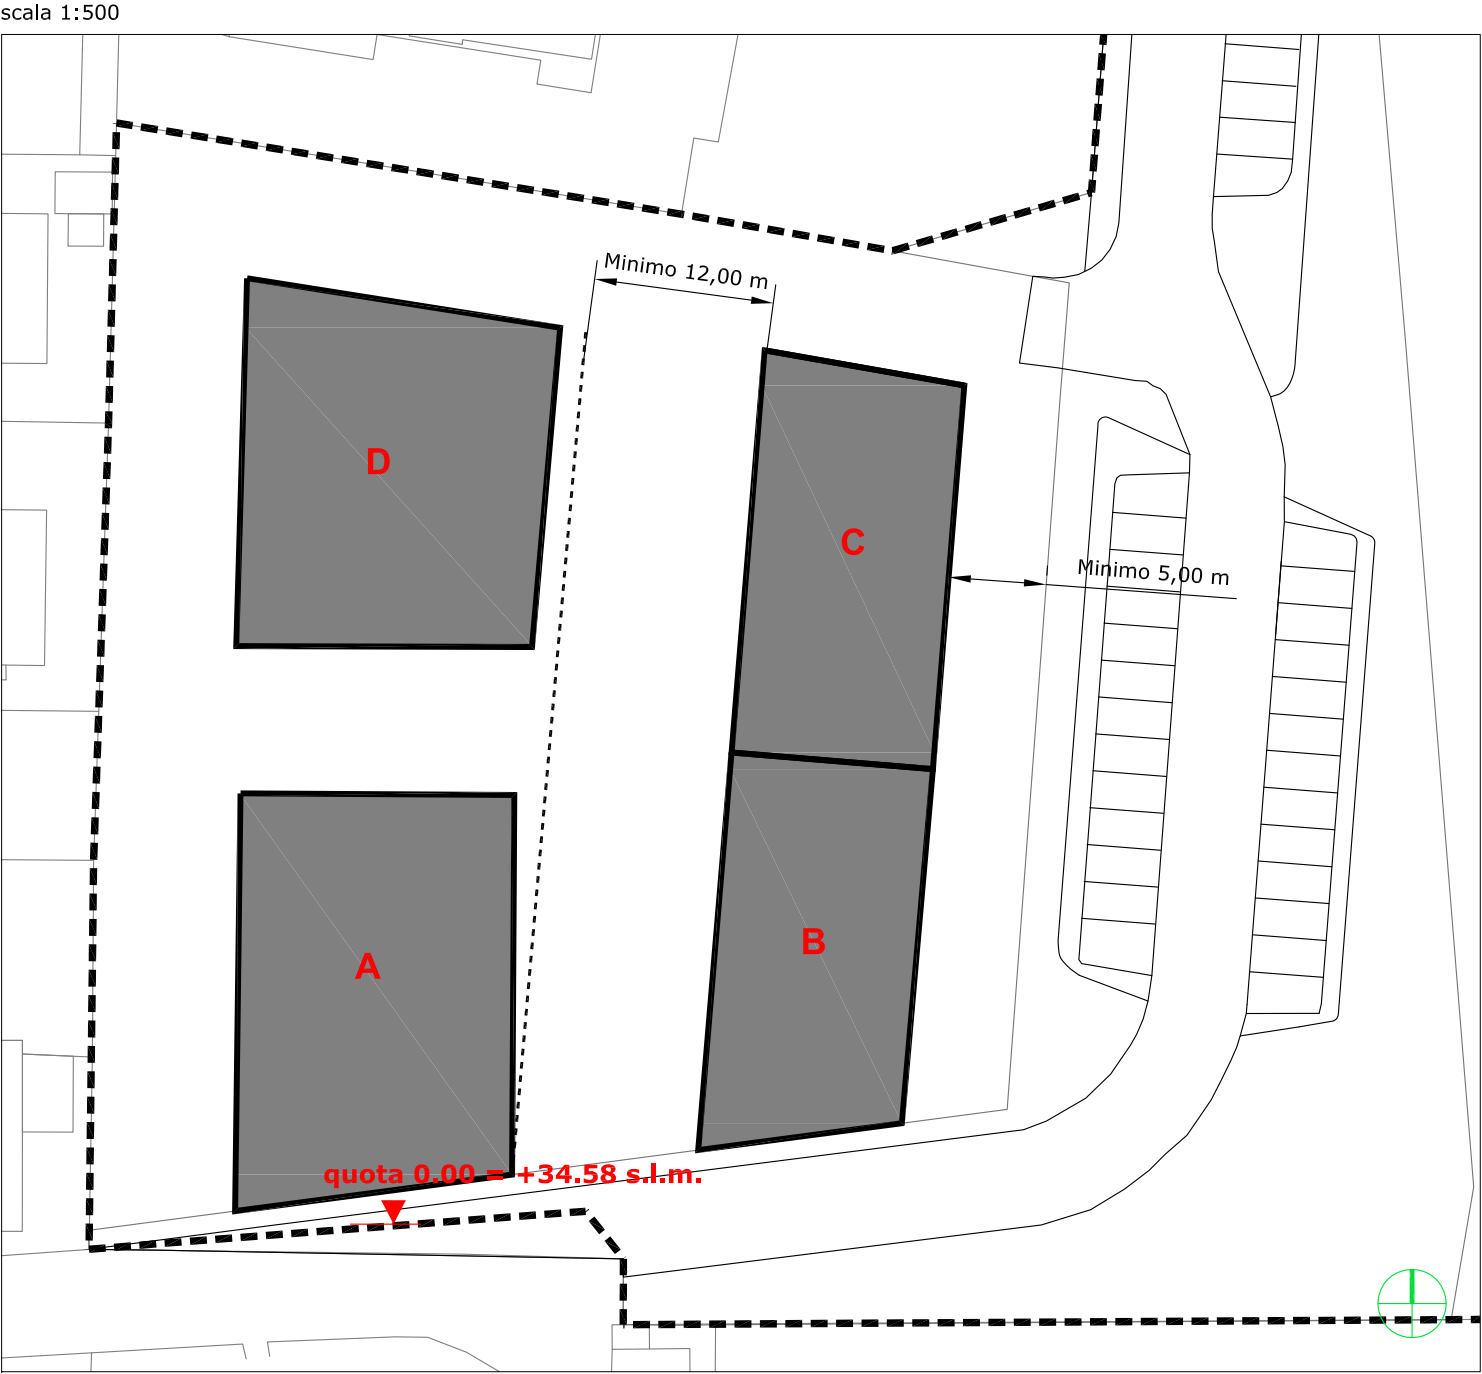 scala 1:500
Minimo 12,00 m
D
C
Minimo 5,00 m
B
A
quota 0.00 = +34.58 s.l.m.